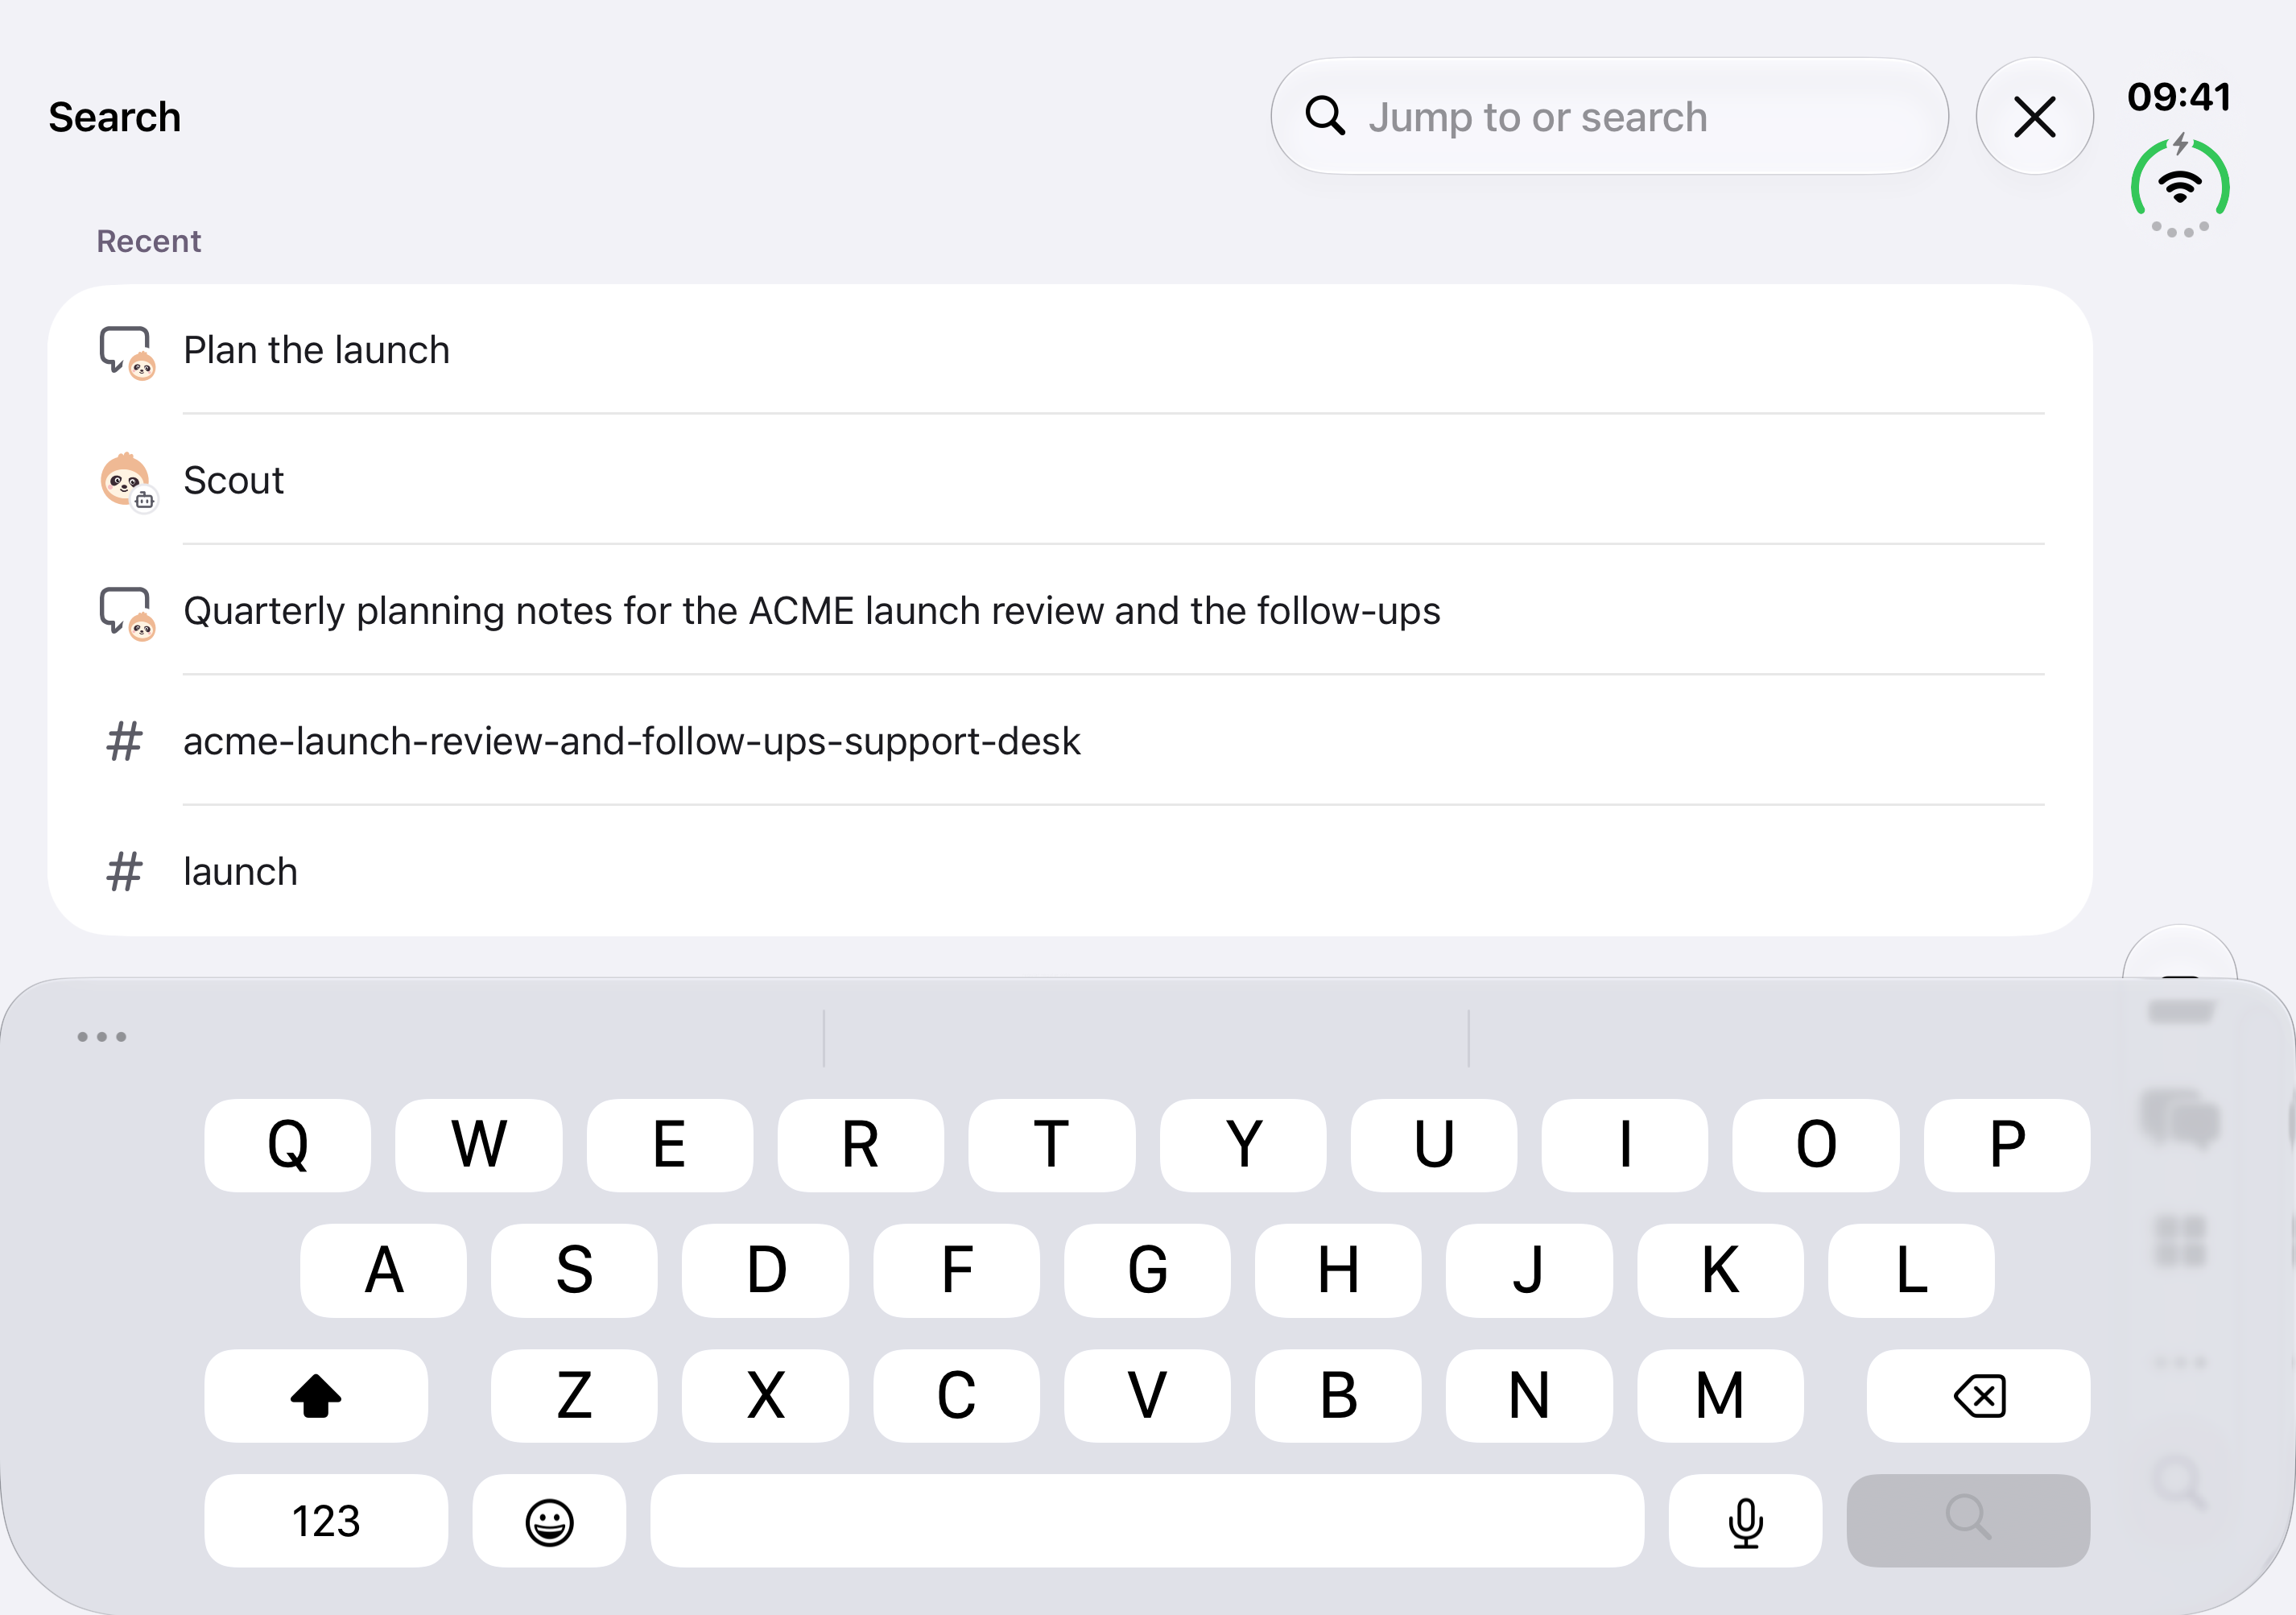 Search
Jump to or search
09:41
Recent
Plan the launch
Scout
Quarterly planning notes for the ACME launch review and the follow-ups
# acme-launch-review-and-follow-ups-support-desk
# launch
Q W E R T Y U I O P
A S D F G H J K L
Z X C V B N M
123